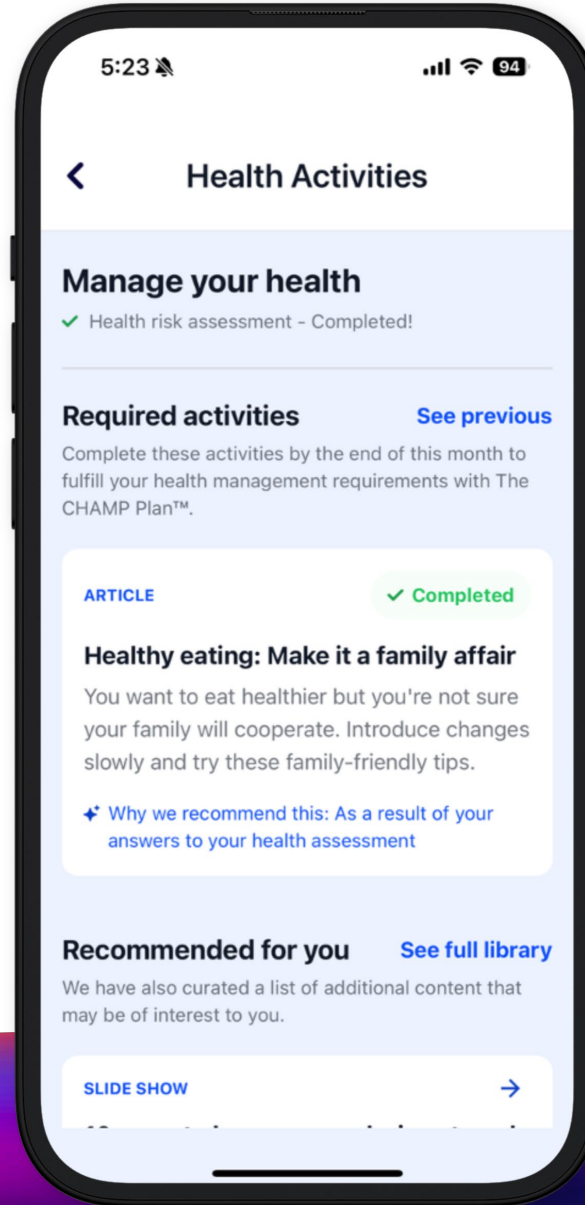 5:23
94
Health Activities
Manage your health
Health risk assessment - Completed!
Required activities
See previous
Complete these activities by the end of this month to
fulfill your health management requirements with The
CHAMP Plan™.
ARTICLE
Completed
Healthy eating: Make it a family affair
You want to eat healthier but you're not sure
your family will cooperate. Introduce changes
slowly and try these family-friendly tips.
Why we recommend this: As a result of your
answers to your health assessment
Recommended for you
See full library
We have also curated a list of additional content that
may be of interest to you.
SLIDE SHOW